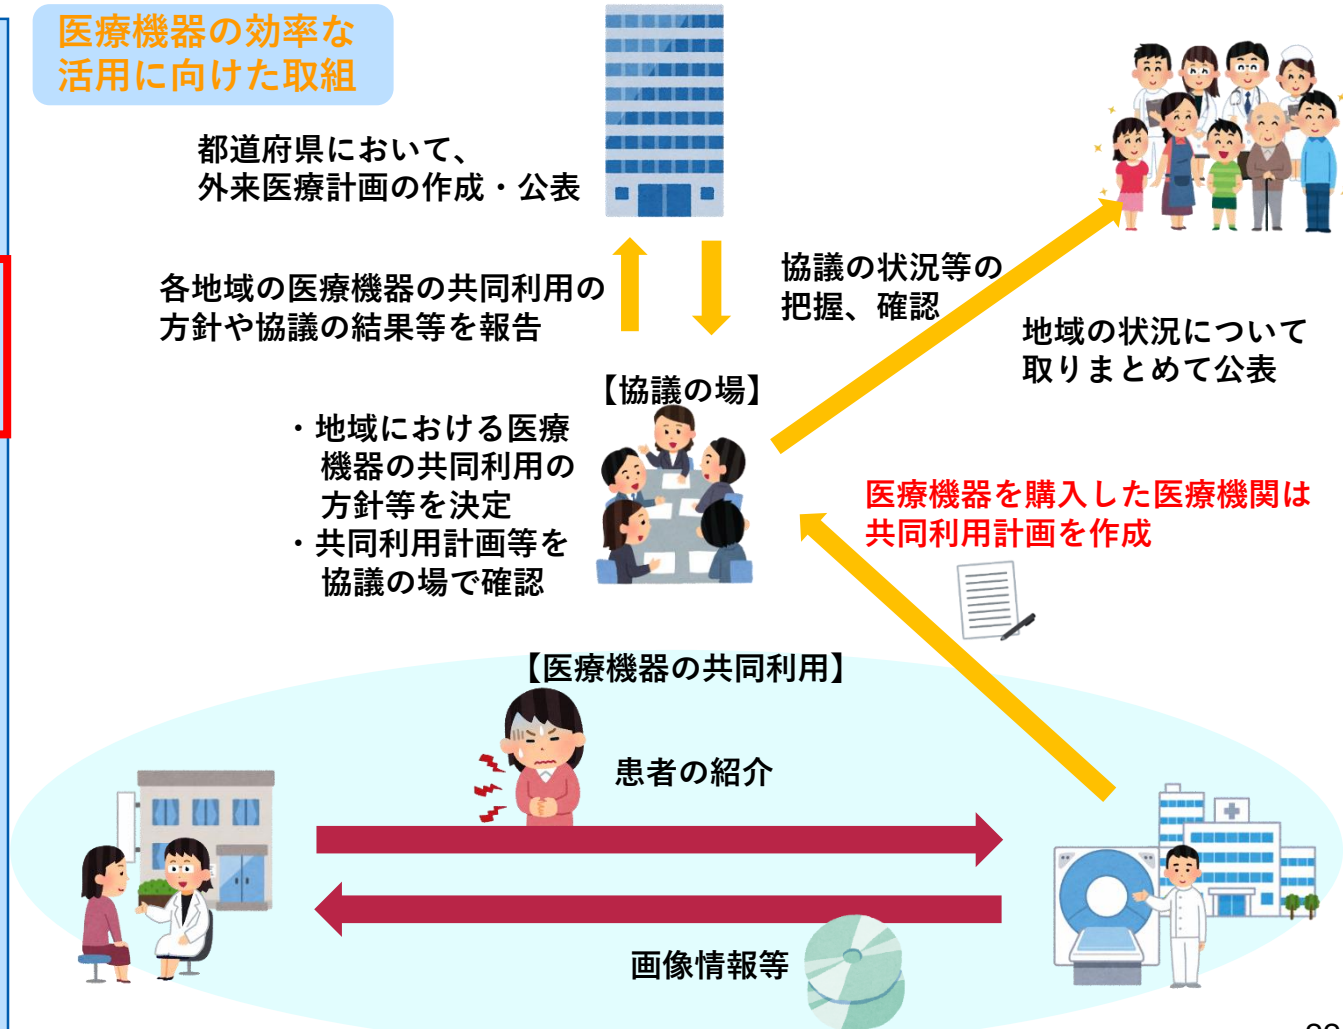 医療機器の効率な
活用に向けた取組
都道府県において、
外来医療計画の作成・公表
各地域の医療機器の共同利用の
方針や協議の結果等を報告
協議の状況等の
把握、確認
地域の状況について
取りまとめて公表
【協議の場】
・地域における医療
機器の共同利用の
方針等を決定
・共同利用計画等を
協議の場で確認
医療機器を購入した医療機関は
共同利用計画を作成
【医療機器の共同利用】
患者の紹介
画像情報等